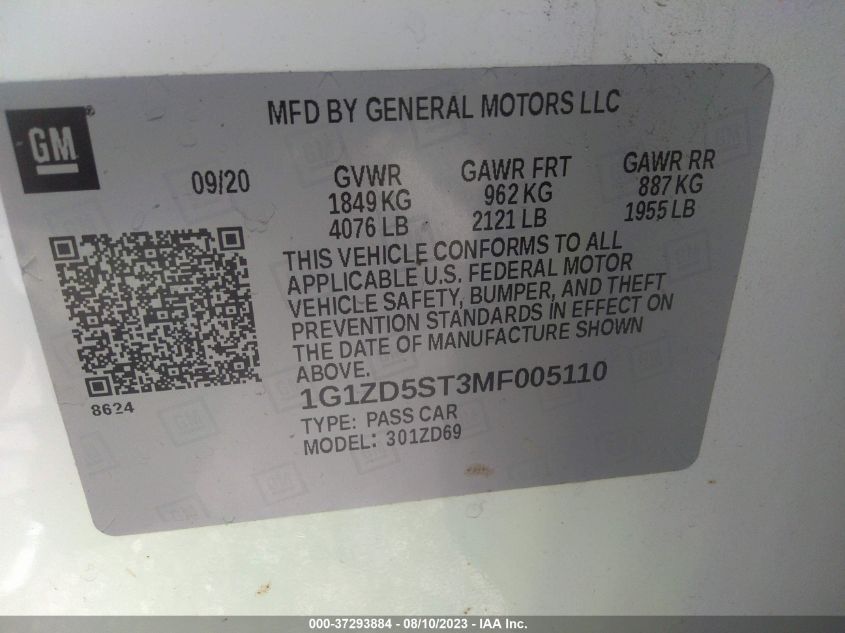 MFD BY GENERAL MOTORS LLC
GM®
09/20 GVWR GAWR FRT GAWR RR
1849 KG 962 KG 887 KG
4076 LB 2121 LB 1955 LB
THIS VEHICLE CONFORMS TO ALL
APPLICABLE U.S. FEDERAL MOTOR
VEHICLE SAFETY, BUMPER, AND THEFT
PREVENTION STANDARDS IN EFFECT ON
THE DATE OF MANUFACTURE SHOWN
ABOVE.
1G1ZD5ST3MF005110
8624
TYPE: PASS CAR
MODEL: 301ZD69
000-37293884 - 08/10/2023 - IAA Inc.